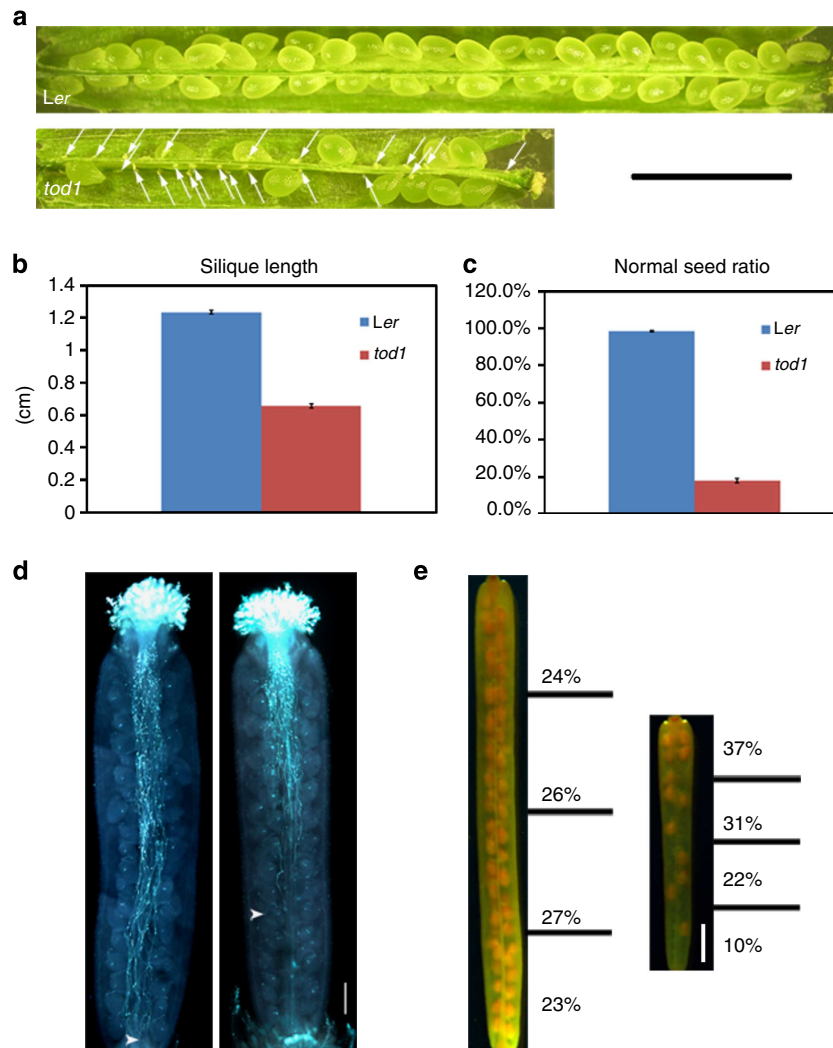 a
Ler
tod1
b
Silique length
1.4
1.2
1
0.8
0.6
0.4
0.2
0
(cm)
Ler
tod1
c
Normal seed ratio
120.0%
100.0%
80.0%
60.0%
40.0%
20.0%
0.0%
Ler
tod1
d
e
24%
26%
27%
23%
37%
31%
22%
10%